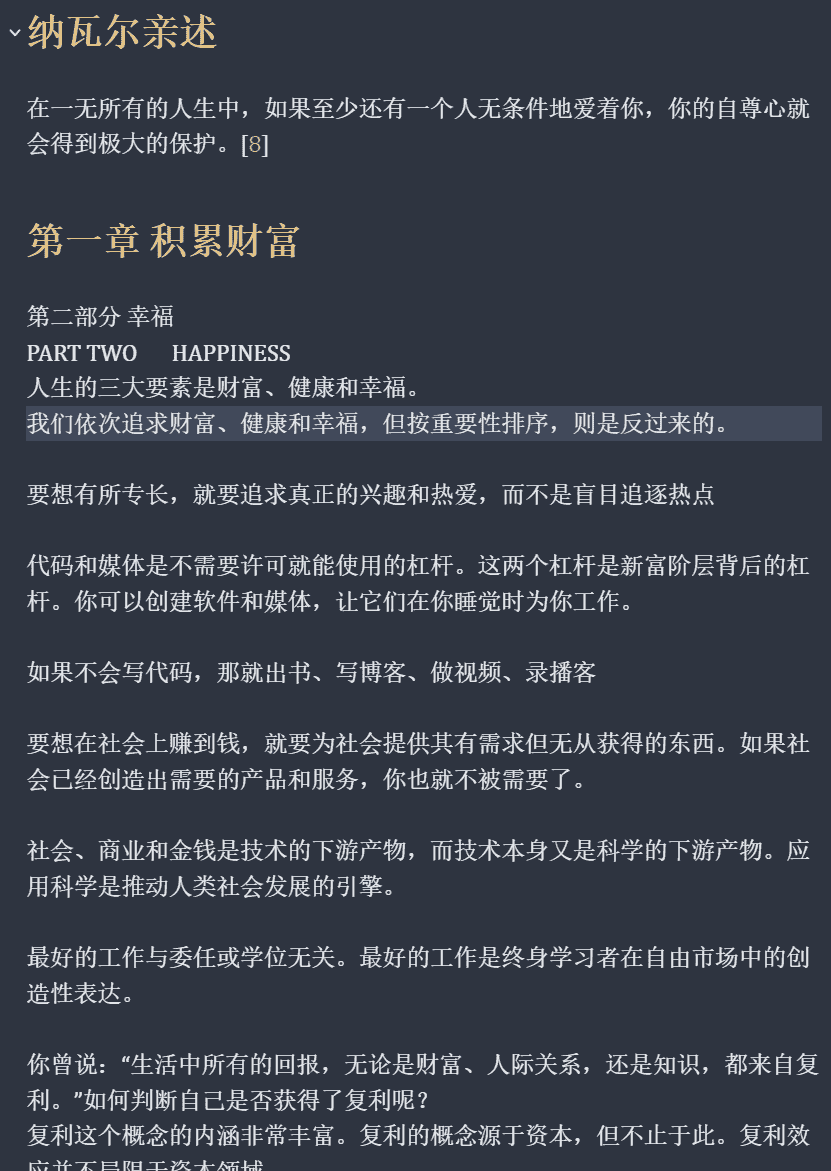 纳瓦尔亲述
在一无所有的人生中，如果至少还有一个人无条件地爱着你，你的自尊心就
会得到极大的保护。[8]
第一章 积累财富
第二部分 幸福
PART TWO HAPPINESS
人生的三大要素是财富、健康和幸福。
我们依次追求财富、健康和幸福，但按重要性排序，则是反过来的。
要想有所专长，就要追求真正的兴趣和热爱，而不是盲目追逐热点
代码和媒体是不需要许可就能使用的杠杆。这两个杠杆是新富阶层背后的杠
杆。你可以创建软件和媒体，让它们在你睡觉时为你工作。
如果不会写代码，那就出书、写博客、做视频、录播客
要想在社会上赚到钱，就要为社会提供其有需求但无从获得的东西。如果社
会已经创造出需要的产品和服务，你也就不被需要了。
社会、商业和金钱是技术的下游产物，而技术本身又是科学的下游产物。应
用科学是推动人类社会发展的引擎。
最好的工作与委任或学位无关。最好的工作是终身学习者在自由市场中的创
造性表达。
你曾说：“生活中所有的回报，无论是财富、人际关系，还是知识，都来自复
利。”如何判断自己是否获得了复利呢？
复利这个概念的内涵非常丰富。复利的概念源于资本，但不止于此。复利效
应并不局限于资本领域